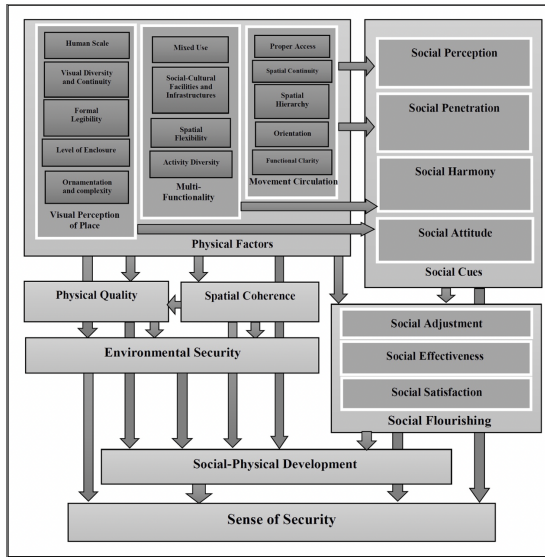 Human Scale
Visual Diversity
and Continuity
Formal
Legibility
Level of Enclosure
Ornamentation
and complexity
Visual Perception
of Place
Mixed Use
Social-Cultural
Facilities and
Infrastructures
Spatial
Flexibility
Activity Diversity
Multi-
Functionality
Proper Access
Spatial Continuity
Spatial
Hierarchy
Orientation
Functional Clarity
Movement Circulation
Physical Factors
Social Perception
Social Penetration
Social Harmony
Social Attitude
Social Cues
Physical Quality
Spatial Coherence
Environmental Security
Social Adjustment
Social Effectiveness
Social Satisfaction
Social Flourishing
Social-Physical Development
Sense of Security